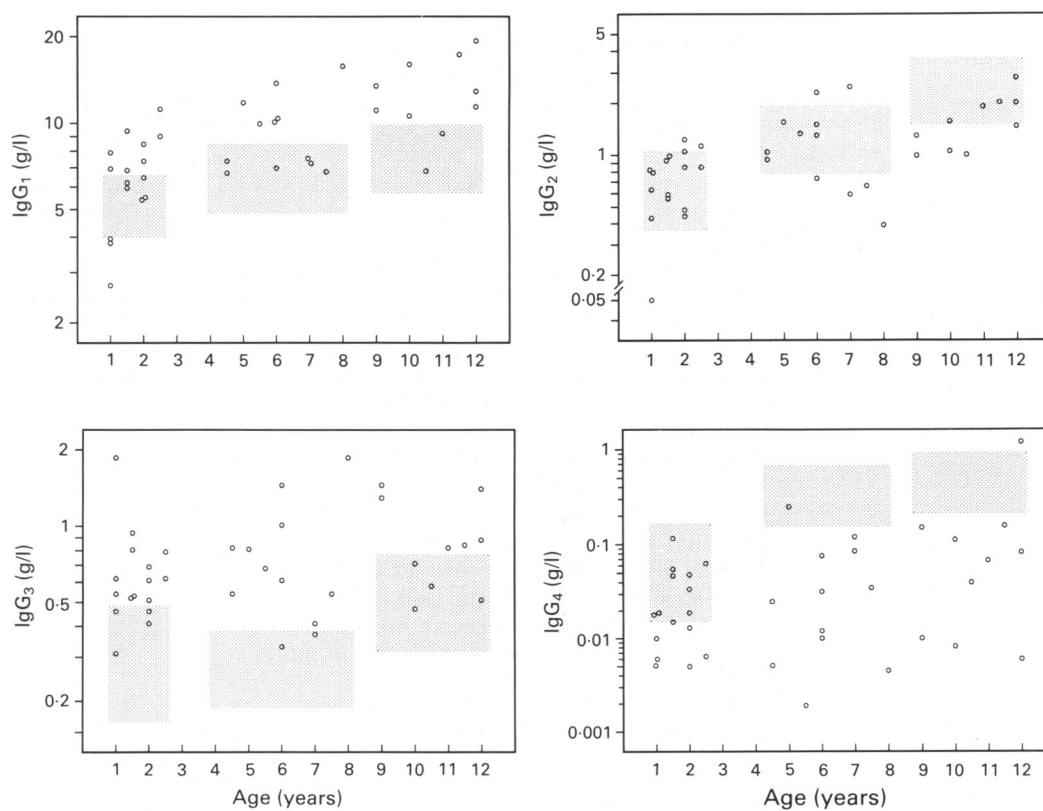 IgG₁ (g/l)
20
10
5
2
1 2 3 4 5 6 7 8 9 10 11 12
IgG₂ (g/l)
5
1
0·2
0·05
1 2 3 4 5 6 7 8 9 10 11 12
IgG₃ (g/l)
2
1
0·5
0·2
1 2 3 4 5 6 7 8 9 10 11 12
Age (years)
IgG₄ (g/l)
1
0·1
0·01
0·001
1 2 3 4 5 6 7 8 9 10 11 12
Age (years)